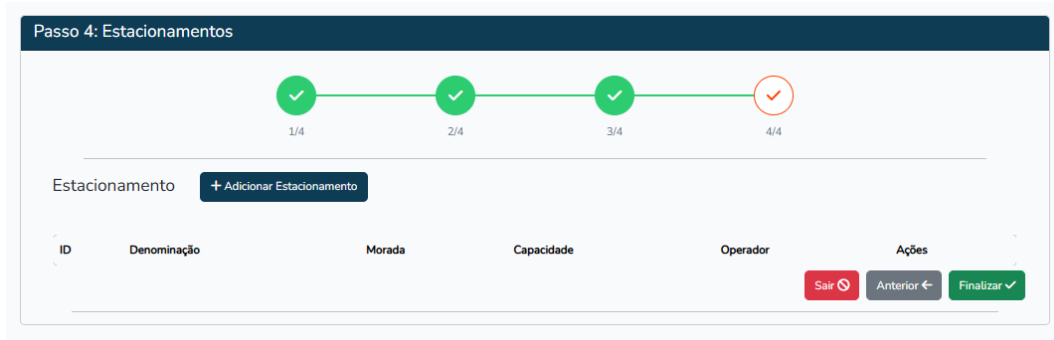 Passo 4: Estacionamentos
1/4 2/4 3/4 4/4
Estacionamento + Adicionar Estacionamento
ID Denominação Morada Capacidade Operador Ações
Sair Anterior Finalizar